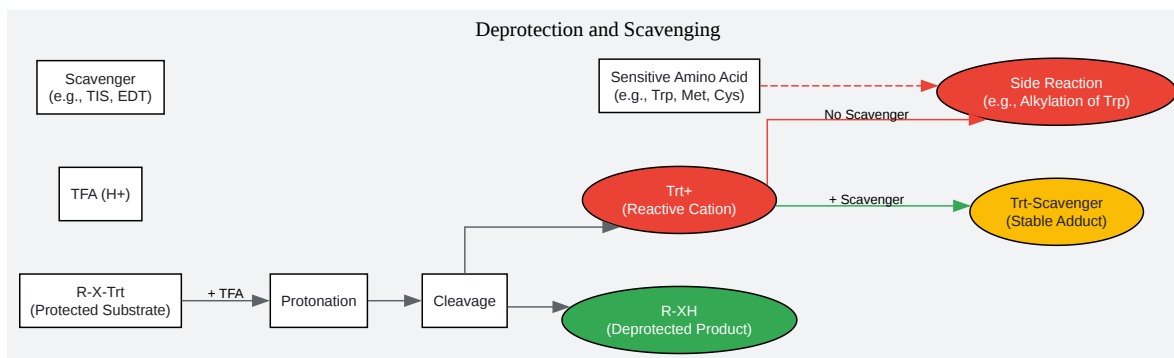 Deprotection and Scavenging
Scavenger
(e.g., TIS, EDT)
Sensitive Amino Acid
(e.g., Trp, Met, Cys)
Side Reaction
(e.g., Alkylation of Trp)
No Scavenger
TFA (H+)
Trt+
(Reactive Cation)
+ Scavenger
Trt-Scavenger
(Stable Adduct)
R-X-Trt
(Protected Substrate)
+ TFA
Protonation
Cleavage
R-XH
(Deprotected Product)